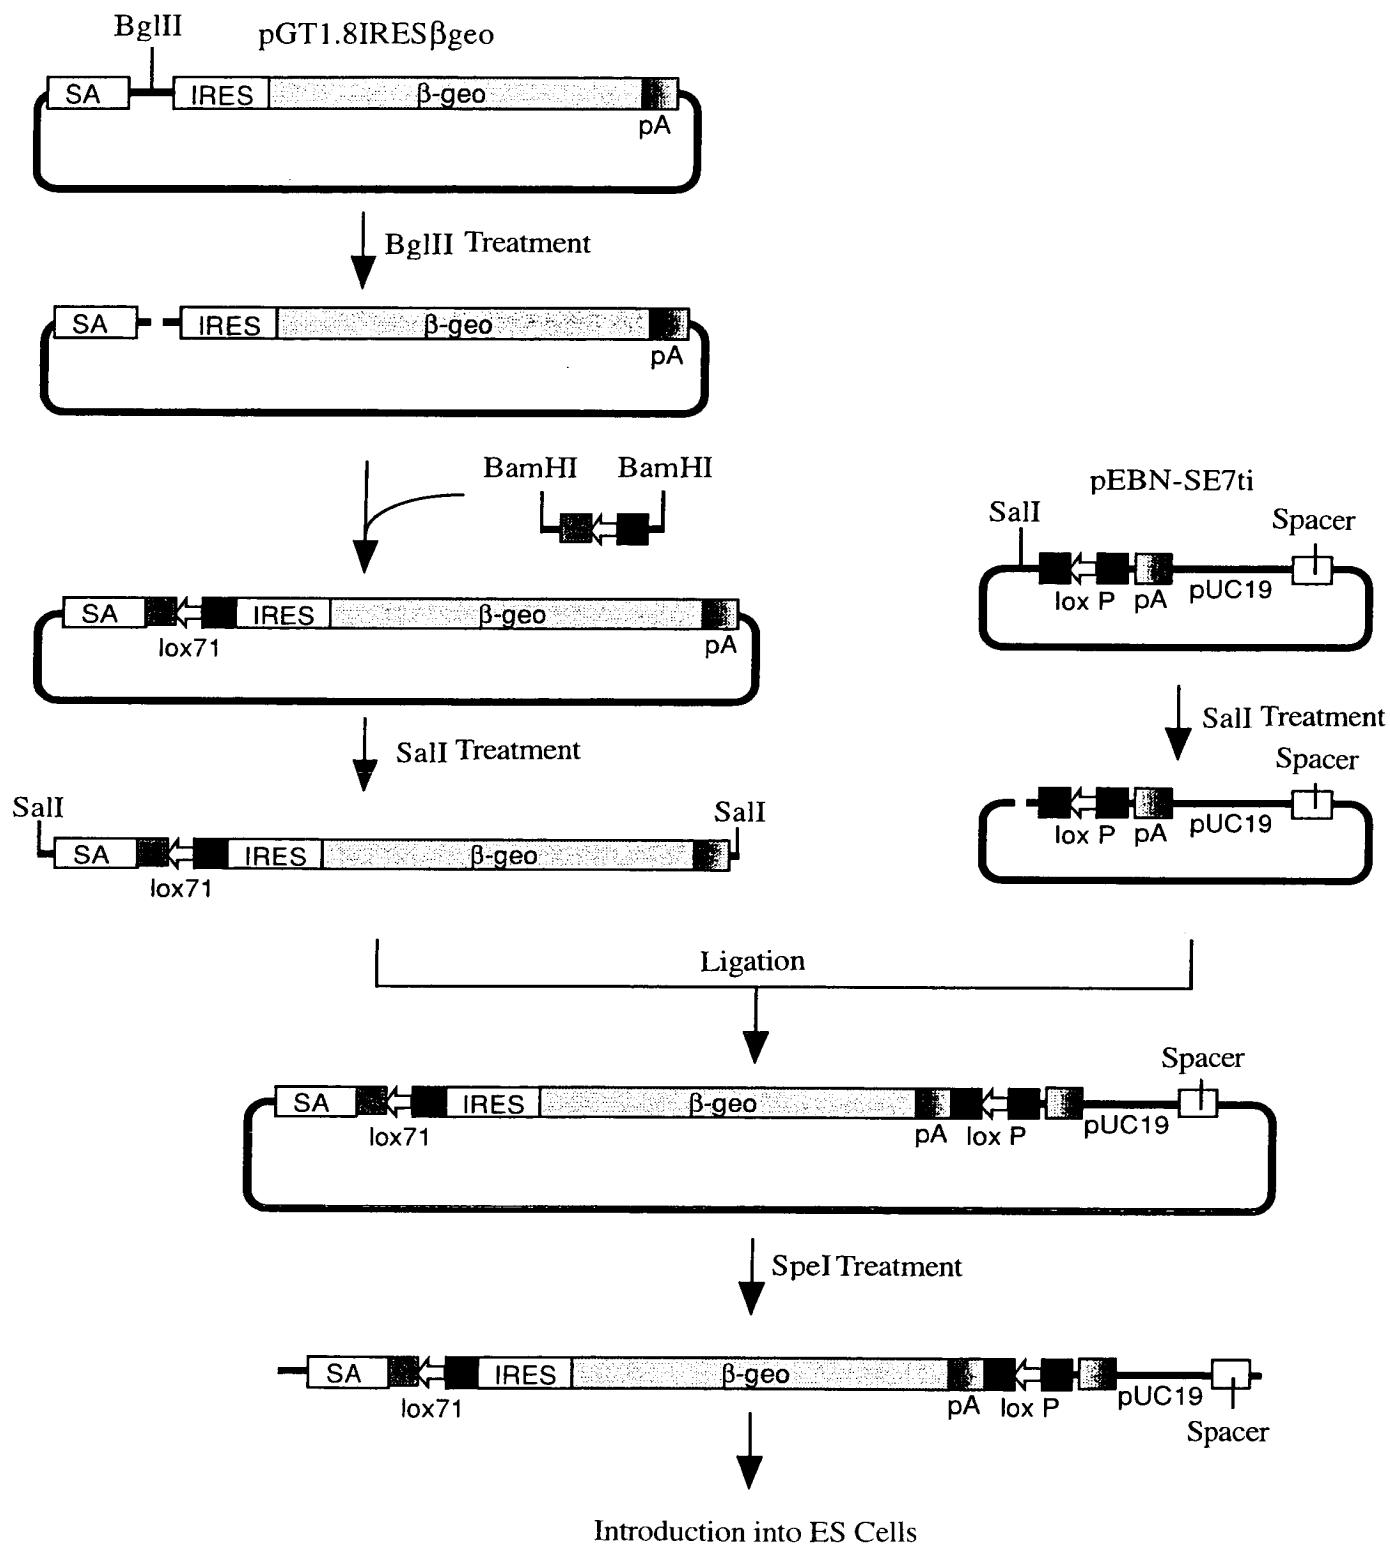 BglII pGT1.8IRESβgeo
SA IRES β-geo
pA
BglII Treatment
SA IRES β-geo
pA
BamHI BamHI
pEBN-SE7ti
SalI Spacer
lox P pA pUC19
SA IRES β-geo
lox71 pA
SalI Treatment
SalI Treatment
Spacer
SalI SalI
lox P pA pUC19
SA IRES β-geo
lox71
Ligation
Spacer
SA IRES β-geo
lox71 pA lox P pUC19
SpeI Treatment
SA IRES β-geo
lox71 pA lox P pUC19
Spacer
Introduction into ES Cells